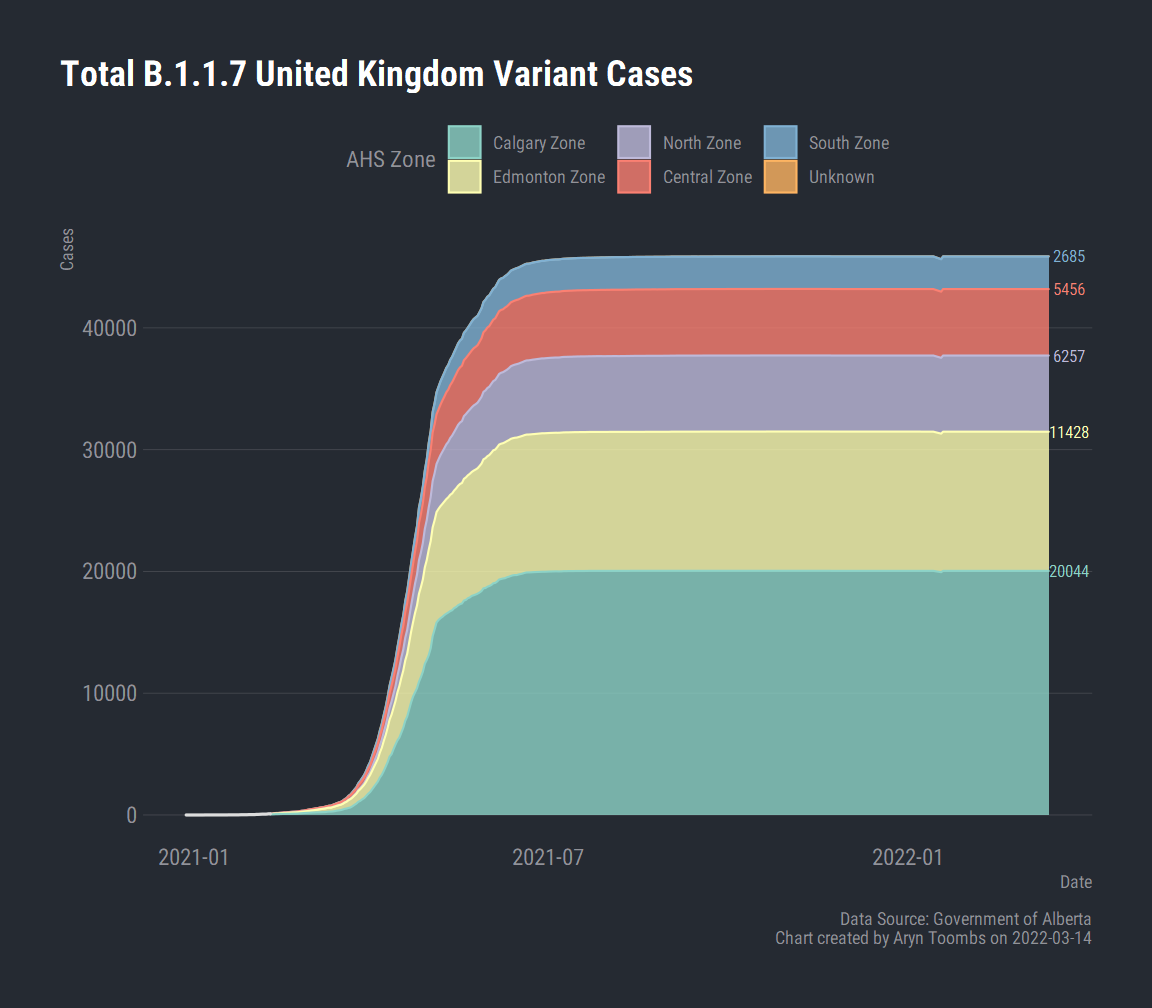 Total B.1.1.7 United Kingdom Variant Cases
AHS Zone
Calgary Zone
North Zone
South Zone
Edmonton Zone
Central Zone
Unknown
Cases
2685
5456
40000
6257
11428
30000
20000
20044
10000
0
2021-01
2021-07
2022-01
Date
Data Source: Government of Alberta
Chart created by Aryn Toombs on 2022-03-14